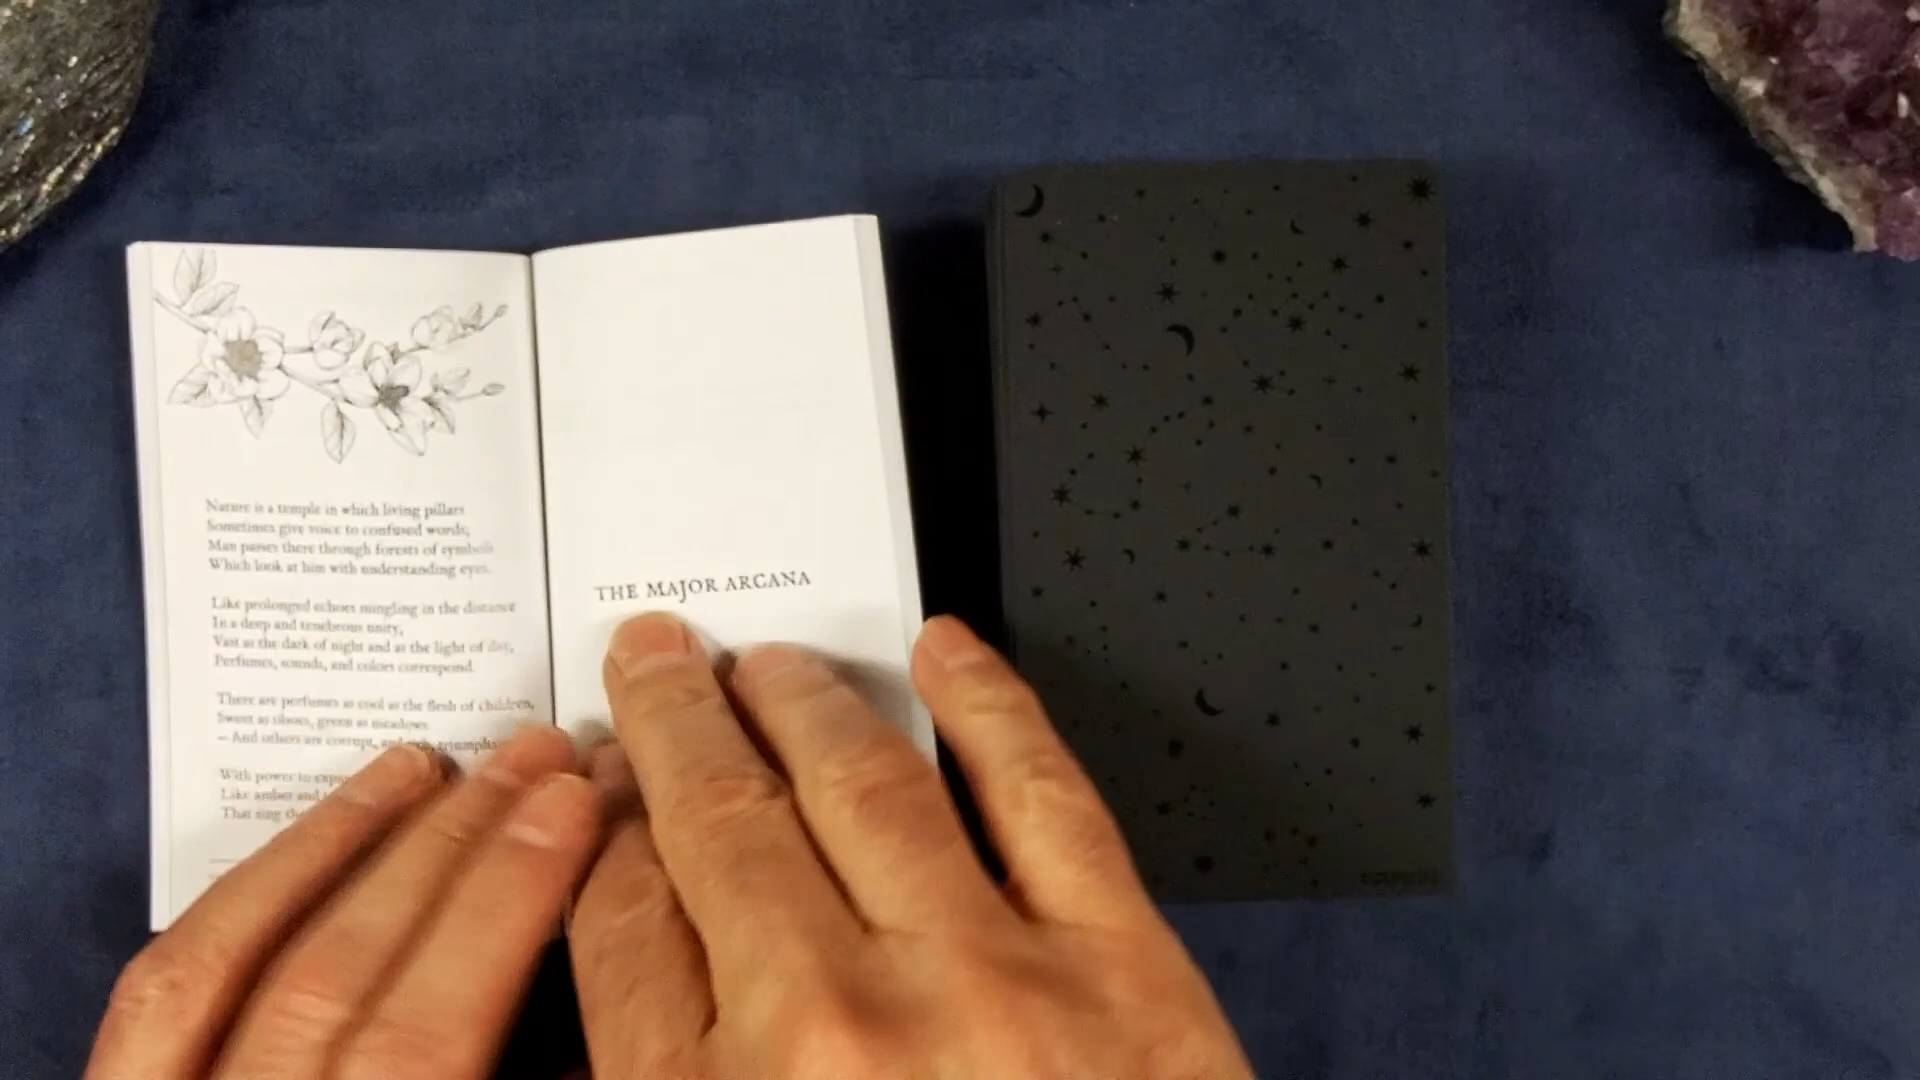 Nature is a temple in which living pillars
Sometimes give voice to confused words;
Man passes there through forests of symbols
Which look at him with understanding eyes.
Like prolonged echoes mingling in the distance
In a deep and tenebrous unity,
Vast as the dark of night and as the light of day,
Perfumes, sounds, and colors correspond.
There are perfumes as cool as the flesh of children,
Sweet as oboes, green as meadows
— And others are corrupt, and rich, triumphant
With power to
Like amber and
That sing the
THE MAJOR ARCANA